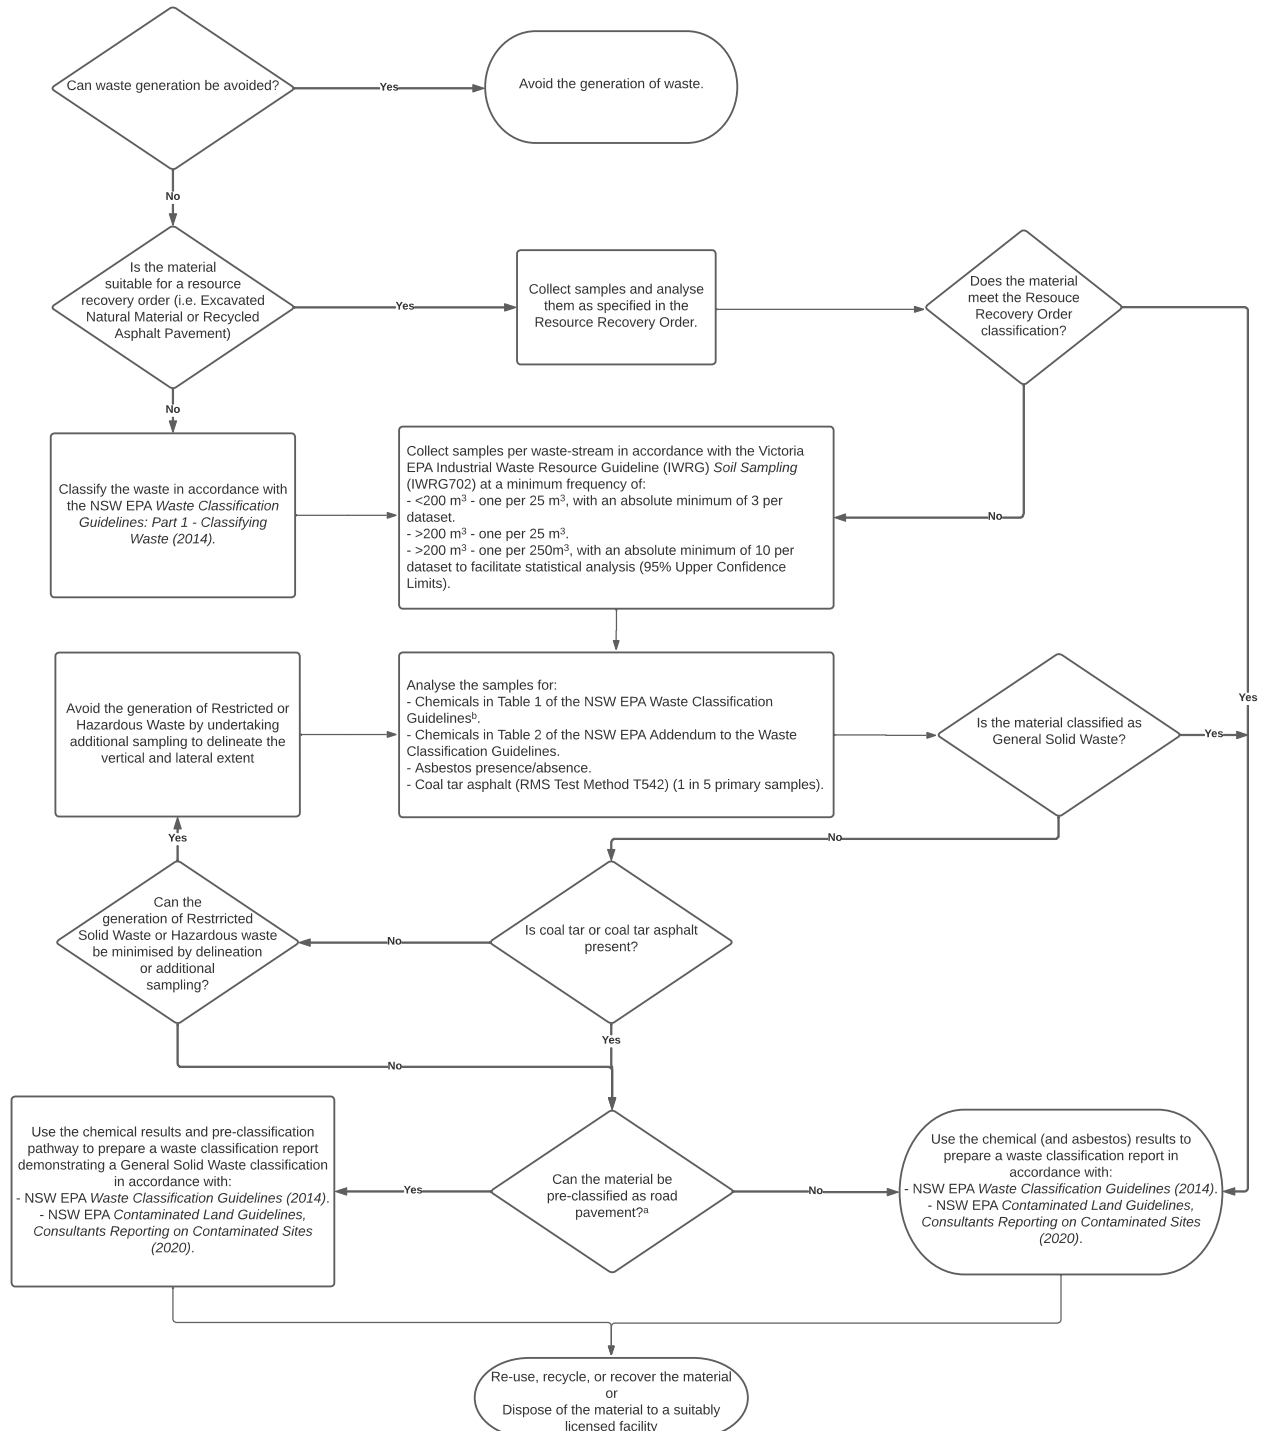 Can waste generation be avoided?
Yes
Avoid the generation of waste.
No
Is the material
suitable for a resource
recovery order (i.e. Excavated
Natural Material or Recycled
Asphalt Pavement)
Yes
Collect samples and analyse
them as specified in the
Resource Recovery Order.
Does the material
meet the Resouce
Recovery Order
classification?
No
Classify the waste in accordance with
the NSW EPA Waste Classification
Guidelines: Part 1 - Classifying
Waste (2014).
Collect samples per waste-stream in accordance with the Victoria
EPA Industrial Waste Resource Guideline (IWRG) Soil Sampling
(IWRG702) at a minimum frequency of:
- <200 m³ - one per 25 m³, with an absolute minimum of 3 per
dataset.
- >200 m³ - one per 25 m³.
- >200 m³ - one per 250m³, with an absolute minimum of 10 per
dataset to facilitate statistical analysis (95% Upper Confidence
Limits).
No
Avoid the generation of Restricted or
Hazardous Waste by undertaking
additional sampling to delineate the
vertical and lateral extent
Analyse the samples for:
- Chemicals in Table 1 of the NSW EPA Waste Classification
Guidelinesᵇ.
- Chemicals in Table 2 of the NSW EPA Addendum to the Waste
Classification Guidelines.
- Asbestos presence/absence.
- Coal tar asphalt (RMS Test Method T542) (1 in 5 primary samples).
Is the material classified as
General Solid Waste?
Yes
Yes
Yes
No
Can the
generation of Restrricted
Solid Waste or Hazardous waste
be minimised by delineation
or additional
sampling?
No
Is coal tar or coal tar asphalt
present?
Yes
No
Use the chemical results and pre-classification
pathway to prepare a waste classification report
demonstrating a General Solid Waste classification
in accordance with:
- NSW EPA Waste Classification Guidelines (2014).
- NSW EPA Contaminated Land Guidelines,
Consultants Reporting on Contaminated Sites
(2020).
Yes
Can the material be
pre-classified as road
pavement?ᵃ
No
Use the chemical (and asbestos) results to
prepare a waste classification report in
accordance with:
- NSW EPA Waste Classification Guidelines (2014).
- NSW EPA Contaminated Land Guidelines,
Consultants Reporting on Contaminated Sites
(2020).
Re-use, recycle, or recover the material
or
Dispose of the material to a suitably
licensed facility